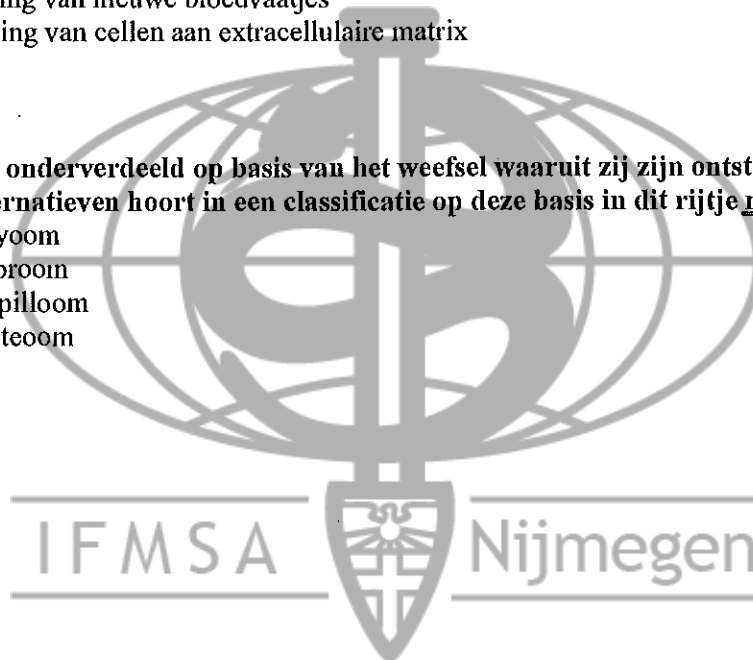 ing van nieuwe bloedvaatjes
ing van cellen aan extracellulaire matrix
onderverdeeld op basis van het weefsel waaruit zij zijn ontst
ernatieven hoort in een classificatie op deze basis in dit rijtje
yoom
broom
pilloom
teoom
IFMSA Nijmegen